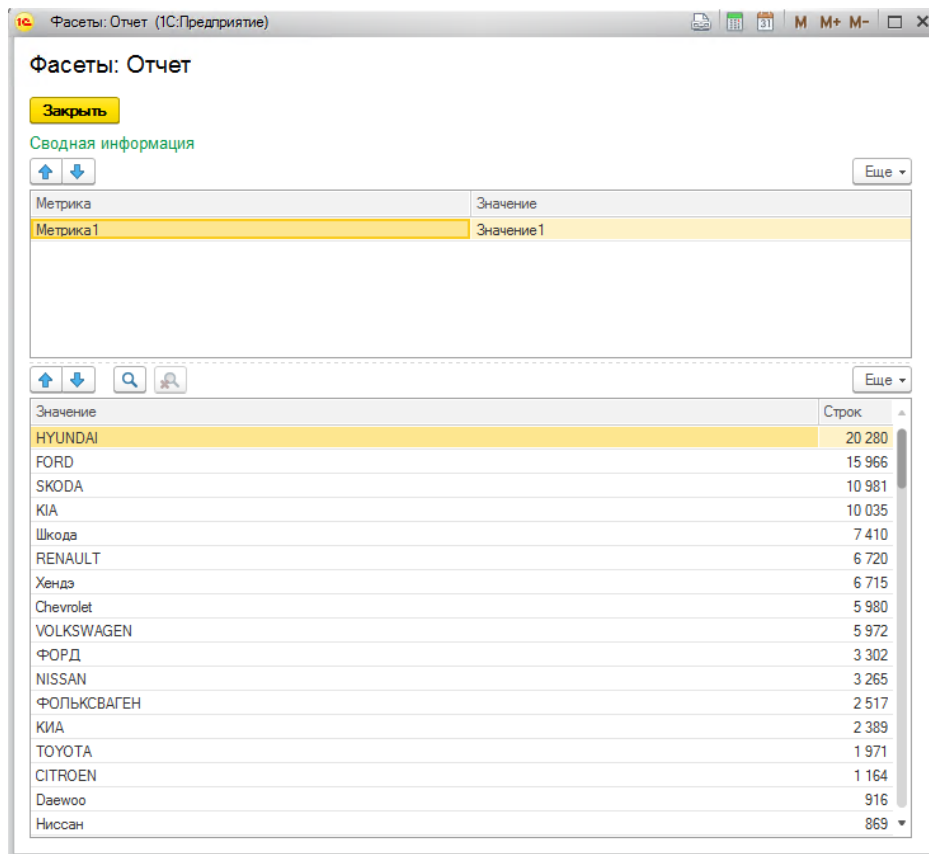 1С Фасеты: Отчет (1С:Предприятие) 31 M M+ M-
Фасеты: Отчет
Закрыть
Сводная информация
Еще
Метрика Значение
Метрика1 Значение1
Еще
Значение Строк
HYUNDAI 20 280
FORD 15 966
SKODA 10 981
KIA 10 035
Шкода 7 410
RENAULT 6 720
Хендэ 6 715
Chevrolet 5 980
VOLKSWAGEN 5 972
ФОРД 3 302
NISSAN 3 265
ФОЛЬКСВАГЕН 2 517
КИА 2 389
TOYOTA 1 971
CITROEN 1 164
Daewoo 916
Ниссан 869